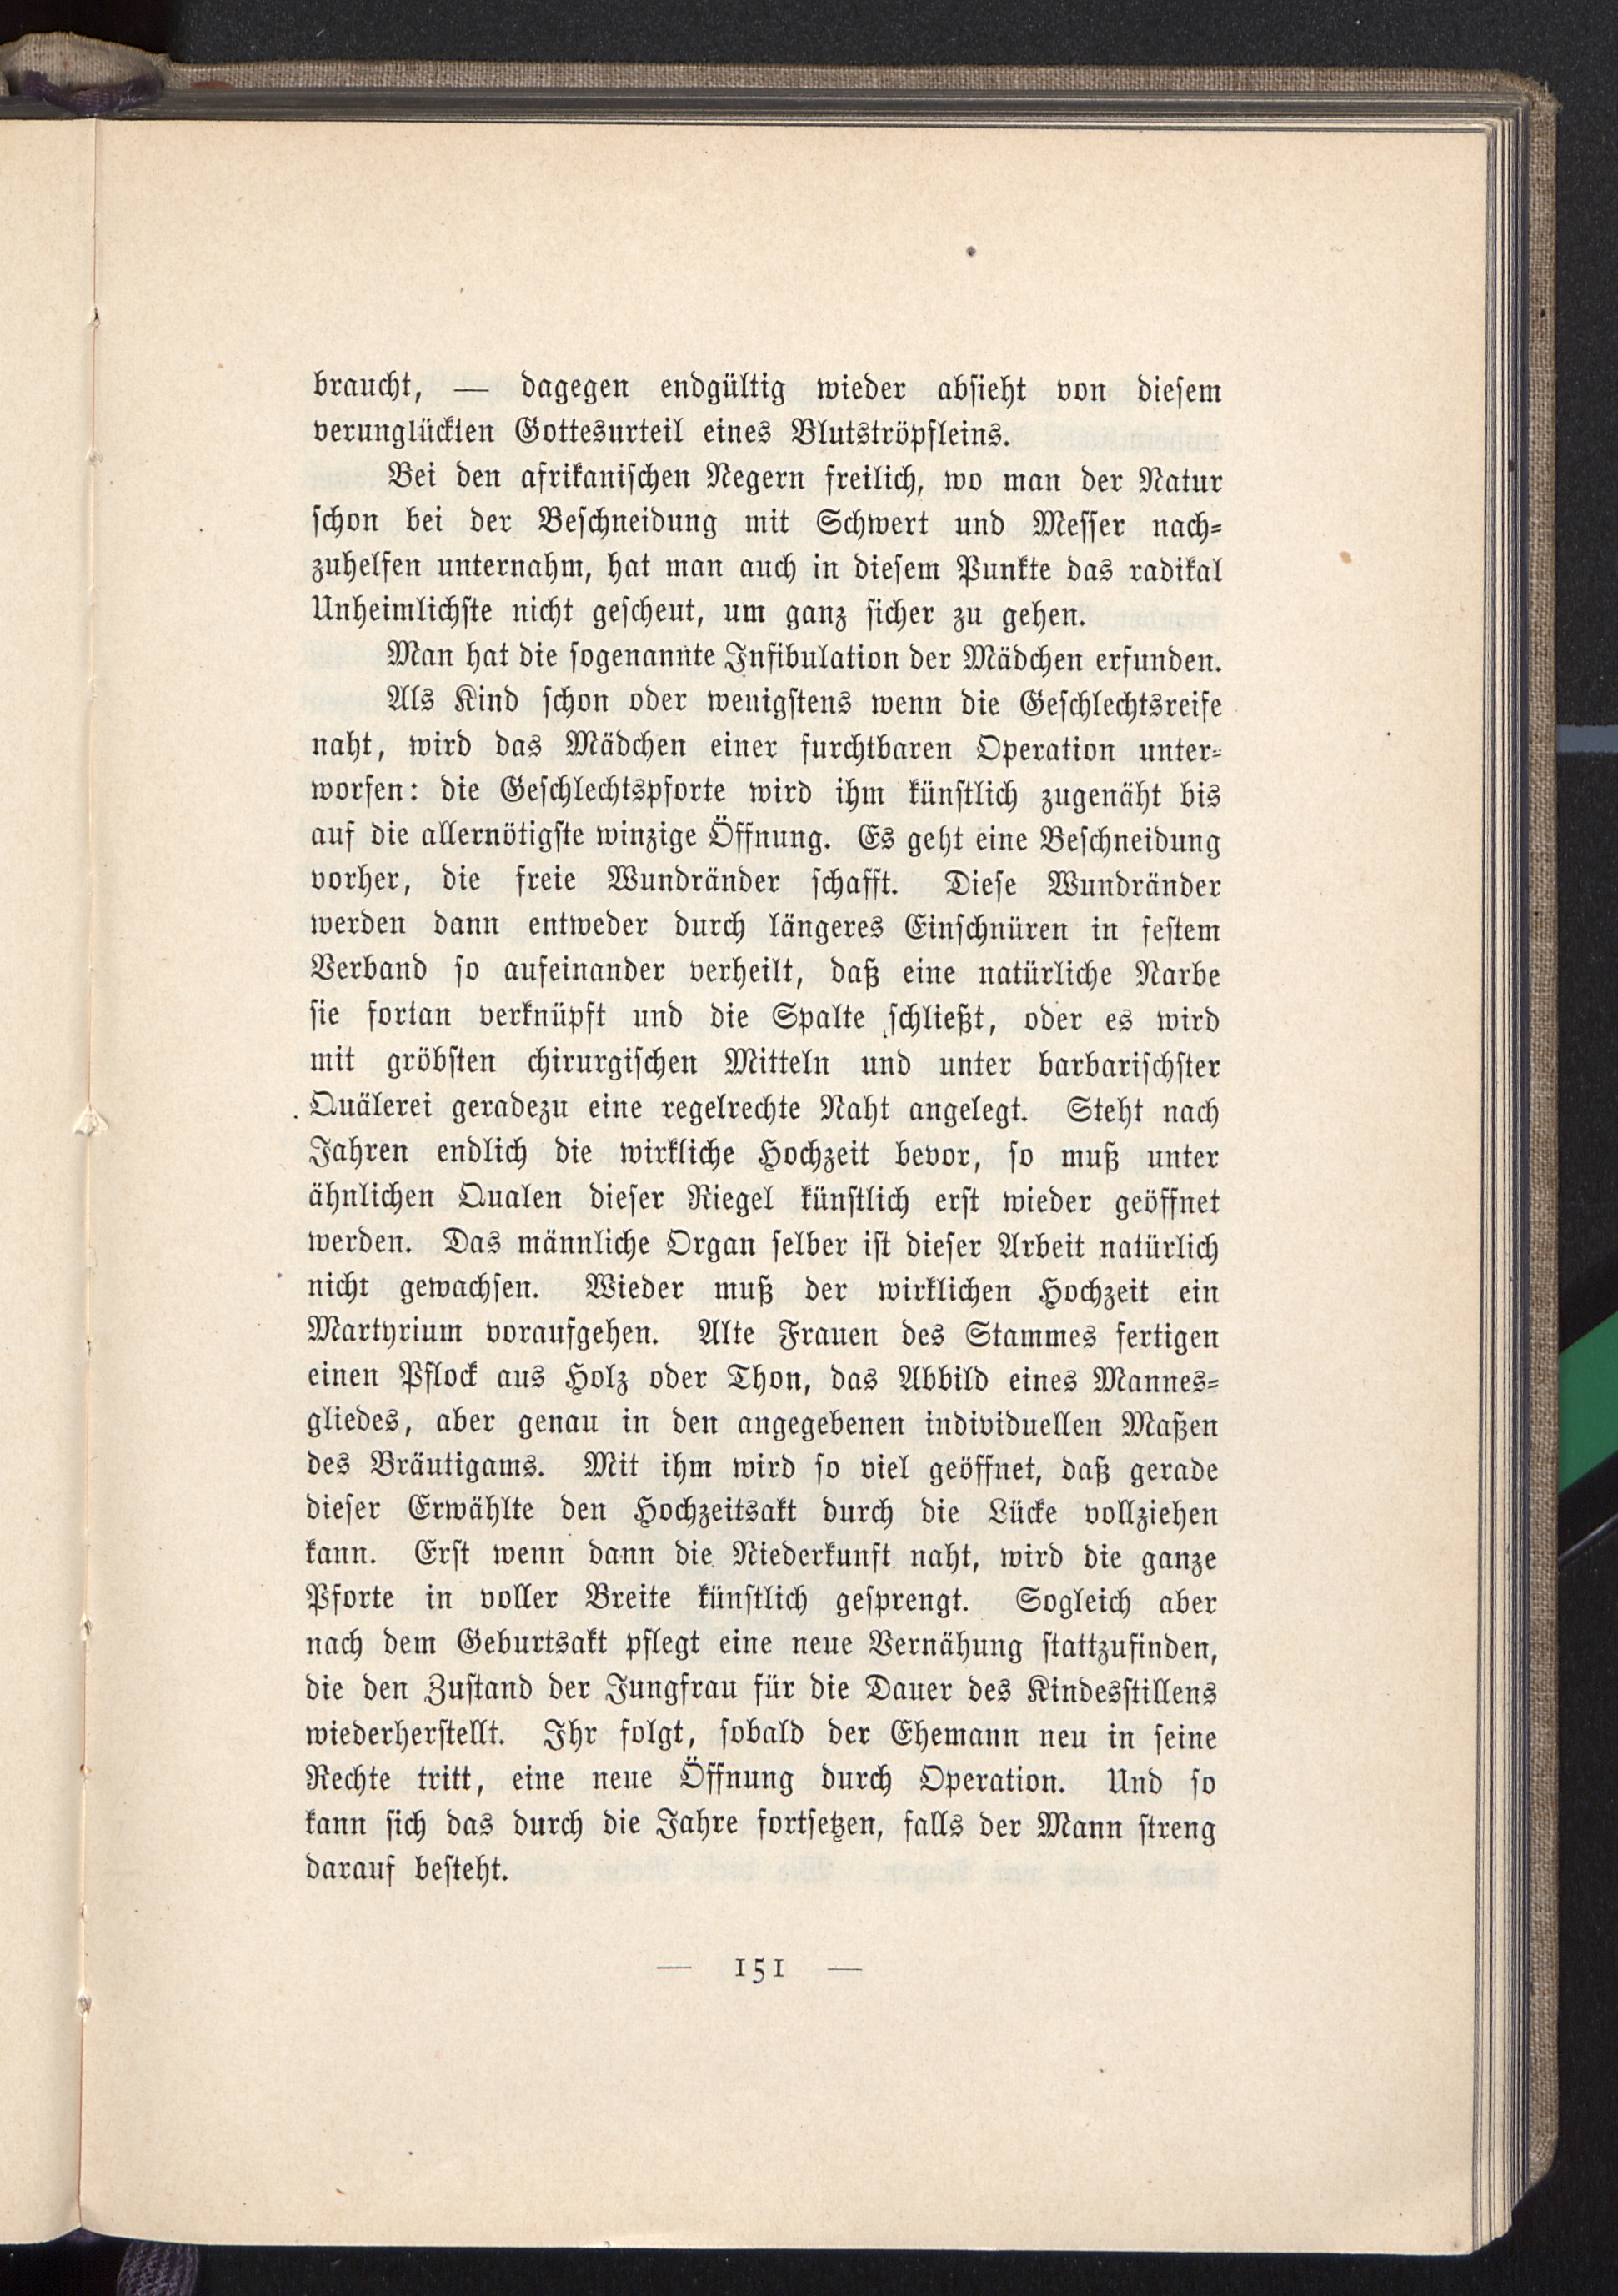 braucht, — dagegen endgültig wieder absieht von diesem
verunglückten Gottesurteil eines Blutströpfleins.
Bei den afrikanischen Negern freilich, wo man der Natur
schon bei der Beschneidung mit Schwert und Messer nach-
zuhelfen unternahm, hat man auch in diesem Punkte das radikal
Unheimlichste nicht gescheut, um ganz sicher zu gehen.
Man hat die sogenannte Infibulation der Mädchen erfunden.
Als Kind schon oder wenigstens wenn die Geschlechtsreife
naht, wird das Mädchen einer furchtbaren Operation unter-
worfen: die Geschlechtspforte wird ihm künstlich zugenäht bis
auf die allernötigste winzige Öffnung. Es geht eine Beschneidung
vorher, die freie Wundränder schafft. Diese Wundränder
werden dann entweder durch längeres Einschnüren in festem
Verband so aufeinander verheilt, daß eine natürliche Narbe
sie fortan verknüpft und die Spalte schließt, oder es wird
mit gröbsten chirurgischen Mitteln und unter barbarischster
Quälerei geradezu eine regelrechte Naht angelegt. Steht nach
Jahren endlich die wirkliche Hochzeit bevor, so muß unter
ähnlichen Qualen dieser Riegel künstlich erst wieder geöffnet
werden. Das männliche Organ selber ist dieser Arbeit natürlich
nicht gewachsen. Wieder muß der wirklichen Hochzeit ein
Martyrium voraufgehen. Alte Frauen des Stammes fertigen
einen Pflock aus Holz oder Thon, das Abbild eines Mannes-
gliedes, aber genau in den angegebenen individuellen Maßen
des Bräutigams. Mit ihm wird so viel geöffnet, daß gerade
dieser Erwählte den Hochzeitsakt durch die Lücke vollziehen
kann. Erst wenn dann die Niederkunft naht, wird die ganze
Pforte in voller Breite künstlich gesprengt. Sogleich aber
nach dem Geburtsakt pflegt eine neue Vernähung stattzufinden,
die den Zustand der Jungfrau für die Dauer des Kindesstillens
wiederherstellt. Ihr folgt, sobald der Ehemann neu in seine
Rechte tritt, eine neue Öffnung durch Operation. Und so
kann sich das durch die Jahre fortsetzen, falls der Mann streng
darauf besteht.
— 151 —